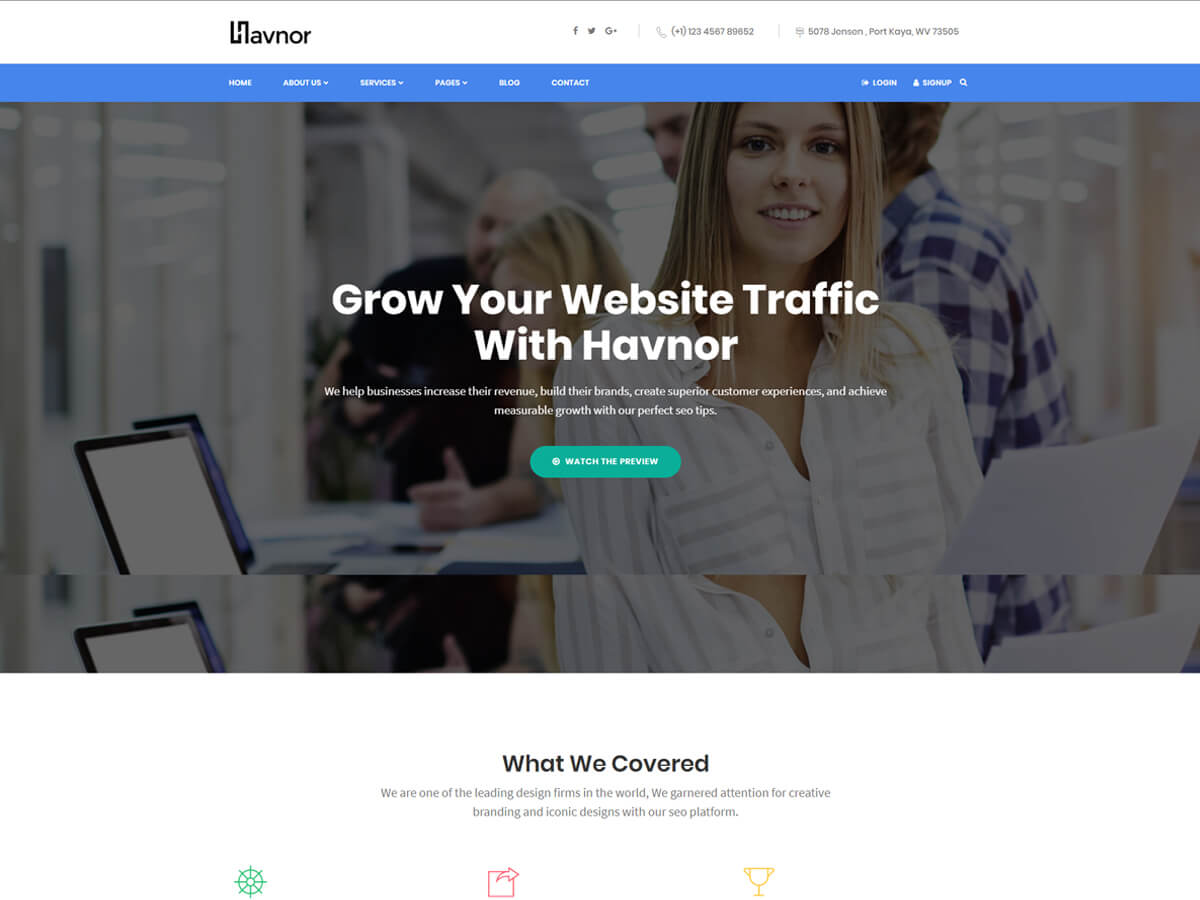 Havnor
(+1) 123 4567 89652
5078 Jensen , Port Kaya, WV 73505
HOME ABOUT US SERVICES PAGES BLOG CONTACT LOGIN SIGNUP
Grow Your Website Traffic
With Havnor
We help businesses increase their revenue, build their brands, create superior customer experiences, and achieve
measurable growth with our perfect seo tips.
WATCH THE PREVIEW
What We Covered
We are one of the leading design firms in the world, We garnered attention for creative
branding and iconic designs with our seo platform.